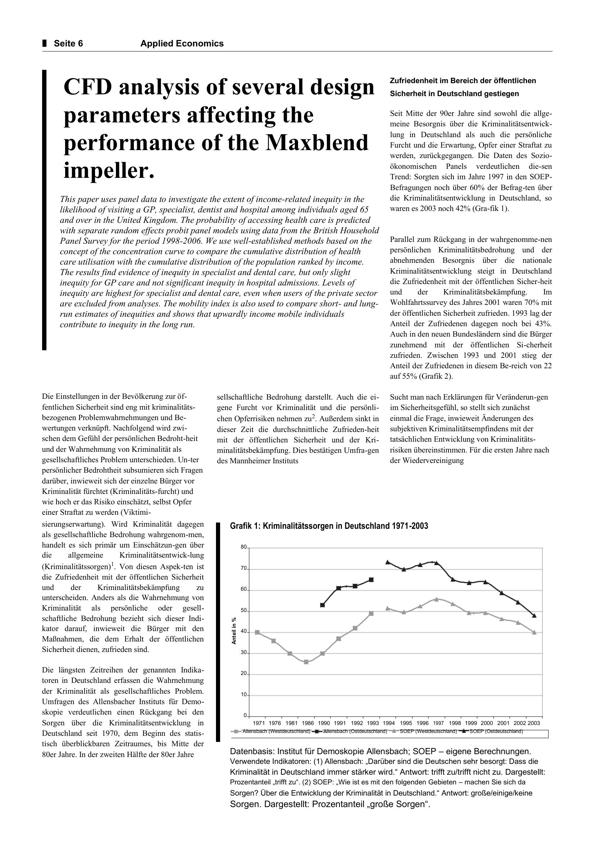 Seite 6 Applied Economics
CFD analysis of several design
parameters affecting the
performance of the Maxblend
impeller.
This paper uses panel data to investigate the extent of income-related inequity in the
likelihood of visiting a GP, specialist, dentist and hospital among individuals aged 65
and over in the United Kingdom. The probability of accessing health care is predicted
with separate random effects probit panel models using data from the British Household
Panel Survey for the period 1998-2006. We use well-established methods based on the
concept of the concentration curve to compare the cumulative distribution of health
care utilisation with the cumulative distribution of the population ranked by income.
The results find evidence of inequity in specialist and dental care, but only slight
inequity for GP care and not significant inequity in hospital admissions. Levels of
inequity are highest for specialist and dental care, even when users of the private sector
are excluded from analyses. The mobility index is also used to compare short- and long-
run estimates of inequities and shows that upwardly income mobile individuals
contribute to inequity in the long run.
Zufriedenheit im Bereich der öffentlichen
Sicherheit in Deutschland gestiegen
Seit Mitte der 90er Jahre sind sowohl die allge-
meine Besorgnis über die Kriminalitätsentwick-
lung in Deutschland als auch die persönliche
Furcht und die Erwartung, Opfer einer Straftat zu
werden, zurückgegangen. Die Daten des Sozio-
ökonomischen Panels verdeutlichen die-sen
Trend: Sorgten sich im Jahre 1997 in den SOEP-
Befragungen noch über 60% der Befrag-ten über
die Kriminalitätsentwicklung in Deutschland, so
waren es 2003 noch 42% (Gra-fik 1).
Parallel zum Rückgang in der wahrgenomme-nen
persönlichen Kriminalitätsbedrohung und der
abnehmenden Besorgnis über die nationale
Kriminalitätsentwicklung steigt in Deutschland
die Zufriedenheit mit der öffentlichen Sicher-heit
und der Kriminalitätsbekämpfung. Im
Wohlfahrtssurvey des Jahres 2001 waren 70% mit
der öffentlichen Sicherheit zufrieden. 1993 lag der
Anteil der Zufriedenen dagegen noch bei 43%.
Auch in den neuen Bundesländern sind die Bürger
zunehmend mit der öffentlichen Si-cherheit
zufrieden. Zwischen 1993 und 2001 stieg der
Anteil der Zufriedenen in diesem Be-reich von 22
auf 55% (Grafik 2).
Die Einstellungen in der Bevölkerung zur öf-
fentlichen Sicherheit sind eng mit kriminalitäts-
bezogenen Problemwahrnehmungen und Be-
wertungen verknüpft. Nachfolgend wird zwi-
schen dem Gefühl der persönlichen Bedroht-heit
und der Wahrnehmung von Kriminalität als
gesellschaftliches Problem unterschieden. Un-ter
persönlicher Bedrohtheit subsumieren sich Fragen
darüber, inwieweit sich der einzelne Bürger vor
Kriminalität fürchtet (Kriminalitäts-furcht) und
wie hoch er das Risiko einschätzt, selbst Opfer
einer Straftat zu werden (Viktimi-
sierungserwartung). Wird Kriminalität dagegen
als gesellschaftliche Bedrohung wahrgenom-men,
handelt es sich primär um Einschätzun-gen über
die allgemeine Kriminalitätsentwick-lung
(Kriminalitätssorgen)1. Von diesen Aspek-ten ist
die Zufriedenheit mit der öffentlichen Sicherheit
und der Kriminalitätsbekämpfung zu
unterscheiden. Anders als die Wahrnehmung von
Kriminalität als persönliche oder gesell-
schaftliche Bedrohung bezieht sich dieser Indi-
kator darauf, inwieweit die Bürger mit den
Maßnahmen, die dem Erhalt der öffentlichen
Sicherheit dienen, zufrieden sind.
Die längsten Zeitreihen der genannten Indika-
toren in Deutschland erfassen die Wahrnehmung
der Kriminalität als gesellschaftliches Problem.
Umfragen des Allensbacher Instituts für Demo-
skopie verdeutlichen einen Rückgang bei den
Sorgen über die Kriminalitätsentwicklung in
Deutschland seit 1970, dem Beginn des statis-
tisch überblickbaren Zeitraumes, bis Mitte der
80er Jahre. In der zweiten Hälfte der 80er Jahre
sellschaftliche Bedrohung darstellt. Auch die ei-
gene Furcht vor Kriminalität und die persönli-
chen Opferrisiken nehmen zu2. Außerdem sinkt in
dieser Zeit die durchschnittliche Zufrieden-heit
mit der öffentlichen Sicherheit und der Kri-
minalitätsbekämpfung. Dies bestätigen Umfra-gen
des Mannheimer Instituts
Sucht man nach Erklärungen für Veränderun-gen
im Sicherheitsgefühl, so stellt sich zunächst
einmal die Frage, inwieweit Änderungen des
subjektiven Kriminalitätsempfindens mit der
tatsächlichen Entwicklung von Kriminalitäts-
risiken übereinstimmen. Für die ersten Jahre nach
der Wiedervereinigung
Grafik 1: Kriminalitätssorgen in Deutschland 1971-2003
Anteil in %
80
70
60
50
40
30
20
10
0
1971 1976 1981 1986 1990 1991 1992 1993 1994 1995 1996 1997 1998 1999 2000 2001 2002 2003
Allensbach (Westdeutschland) Allensbach (Ostdeutschland) SOEP (Westdeutschland) SOEP (Ostdeutschland)
Datenbasis: Institut für Demoskopie Allensbach; SOEP – eigene Berechnungen.
Verwendete Indikatoren: (1) Allensbach: „Darüber sind die Deutschen sehr besorgt: Dass die
Kriminalität in Deutschland immer stärker wird.“ Antwort: trifft zu/trifft nicht zu. Dargestellt:
Prozentanteil „trifft zu“. (2) SOEP: „Wie ist es mit den folgenden Gebieten – machen Sie sich da
Sorgen? Über die Entwicklung der Kriminalität in Deutschland.“ Antwort: große/einige/keine
Sorgen. Dargestellt: Prozentanteil „große Sorgen“.